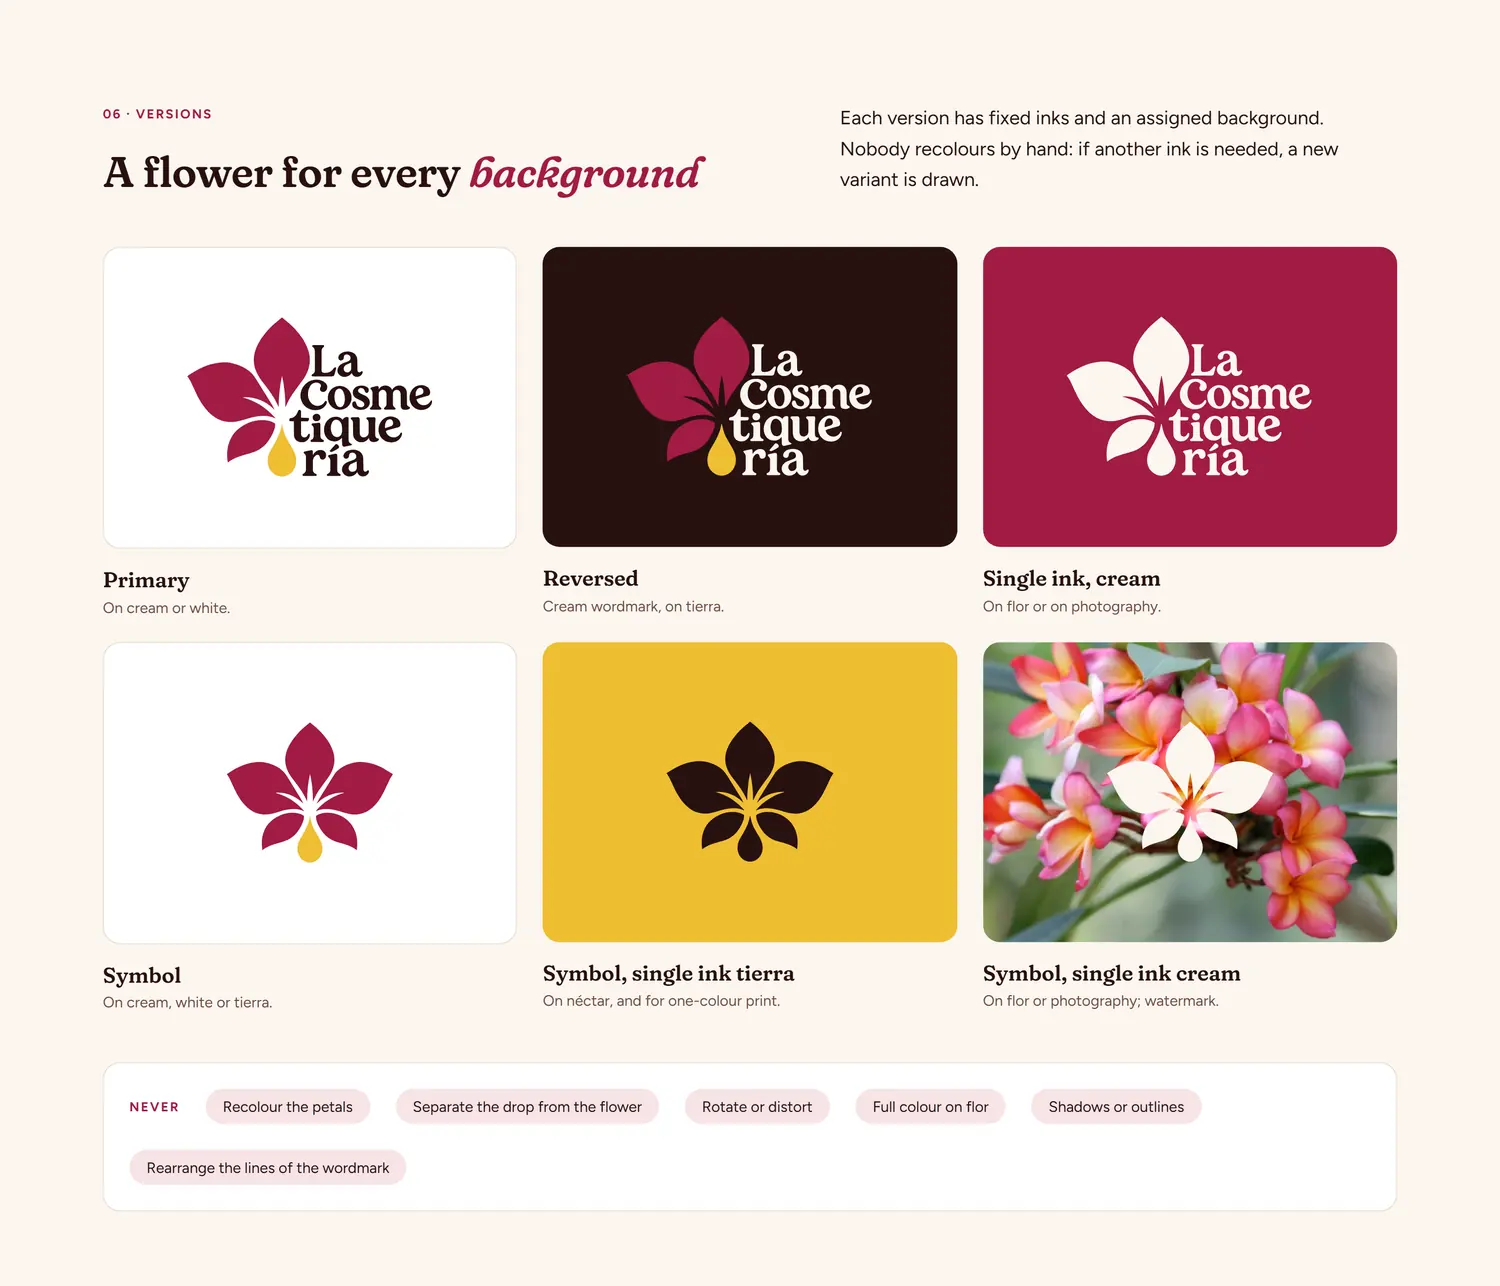 06 · VERSIONS
A flower for every background
Each version has fixed inks and an assigned background.
Nobody recolours by hand: if another ink is needed, a new
variant is drawn.
La
Cosme
tique
ría
Primary
On cream or white.
La
Cosme
tique
ría
Reversed
Cream wordmark, on tierra.
La
Cosme
tique
ría
Single ink, cream
On flor or on photography.
Symbol
On cream, white or tierra.
Symbol, single ink tierra
On néctar, and for one-colour print.
Symbol, single ink cream
On flor or photography; watermark.
NEVER
Recolour the petals
Separate the drop from the flower
Rotate or distort
Full colour on flor
Shadows or outlines
Rearrange the lines of the wordmark